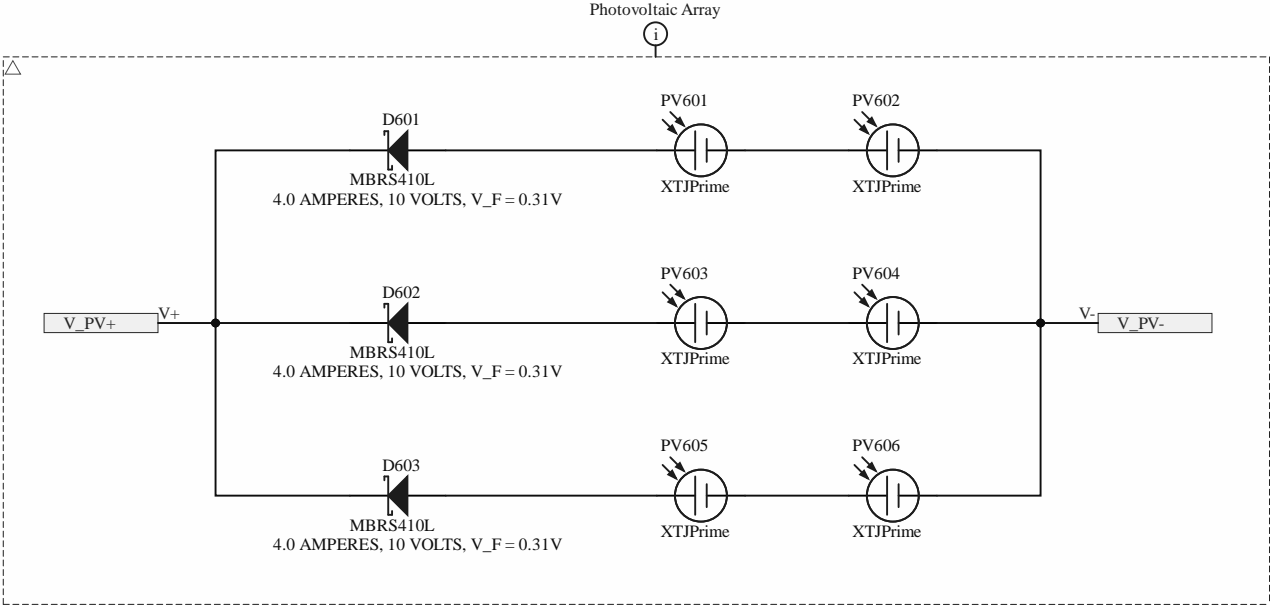 Photovoltaic Array
i
PV601
PV602
D601
MBRS410L
XTJPrime
XTJPrime
4.0 AMPERES, 10 VOLTS, V_F = 0.31V
PV603
PV604
D602
V+
V-
V_PV+
V_PV-
MBRS410L
XTJPrime
XTJPrime
4.0 AMPERES, 10 VOLTS, V_F = 0.31V
PV605
PV606
D603
MBRS410L
XTJPrime
XTJPrime
4.0 AMPERES, 10 VOLTS, V_F = 0.31V